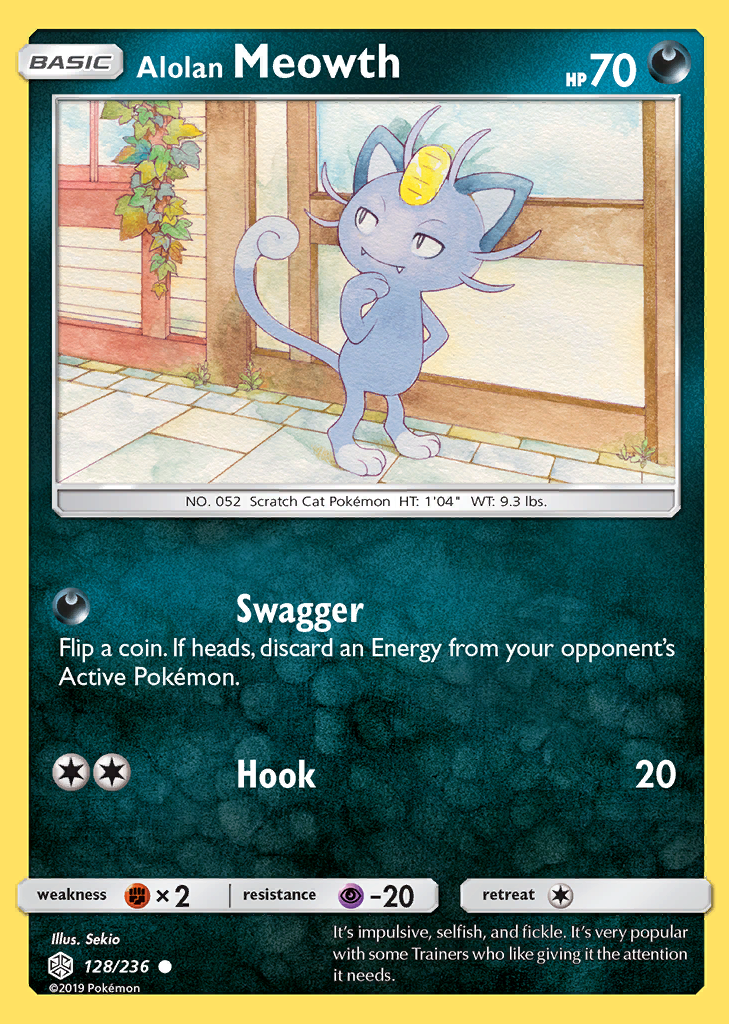 BASIC Alolan Meowth HP 70
NO. 052 Scratch Cat Pokémon HT: 1'04" WT: 9.3 lbs.
Swagger
Flip a coin. If heads, discard an Energy from your opponent's
Active Pokémon.
Hook 20
weakness × 2 resistance -20 retreat
Illus. Sekio
128/236
©2019 Pokémon
It's impulsive, selfish, and fickle. It's very popular
with some Trainers who like giving it the attention
it needs.